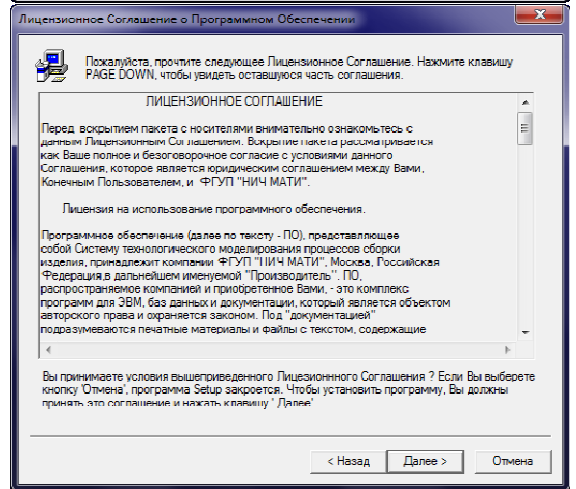 Лицензионное Соглашение о Программном Обеспечении
Пожалуйста, прочтите следующее Лицензионное Соглашение. Нажмите клавишу
PAGE DOWN, чтобы увидеть оставшуюся часть соглашения.
ЛИЦЕНЗИОННОЕ СОГЛАШЕНИЕ
Перед вскрытием пакета с носителями внимательно ознакомьтесь с
данным Лицензионным Соглашением. Вскрытие пакета рассматривается
как Ваше полное и безоговорочное согласие с условиями данного
Соглашения, которое является юридическим соглашением между Вами,
Конечным Пользователем, и ФГУП "НИЧ МАТИ".
Лицензия на использование программного обеспечения.
Программное обеспечение (далее по тексту - ПО), представляющее
собой Систему технологического моделирования процессов сборки
изделия, принадлежит компании ФГУП "НИЧ МАТИ", Москва, Российская
Федерация,в дальнейшем именуемой "Производитель". ПО,
распространяемое компанией и приобретенное Вами, - это комплекс
программ для ЭВМ, баз данных и документации, который является объектом
авторского права и охраняется законом. Под "документацией"
подразумеваются печатные материалы и файлы с текстом, содержащие
Вы принимаете условия вышеприведенного Лицезионнного Соглашения ? Если Вы выберете
кнопку 'Отмена', программа Setup закроется. Чтобы установить программу, Вы должны
принять это соглашение и нажать клавишу ' Далее'
< Назад
Далее >
Отмена